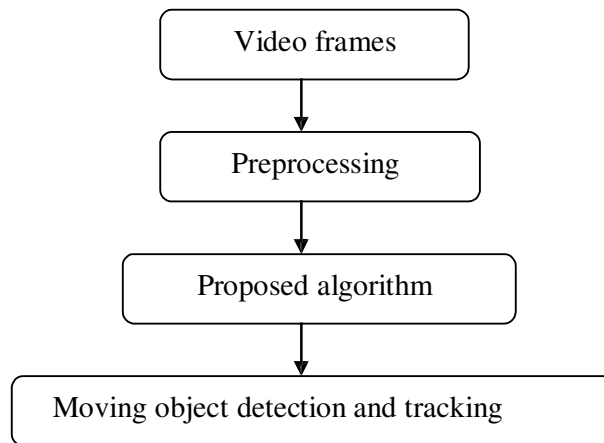 Video frames
Preprocessing
Proposed algorithm
Moving object detection and tracking